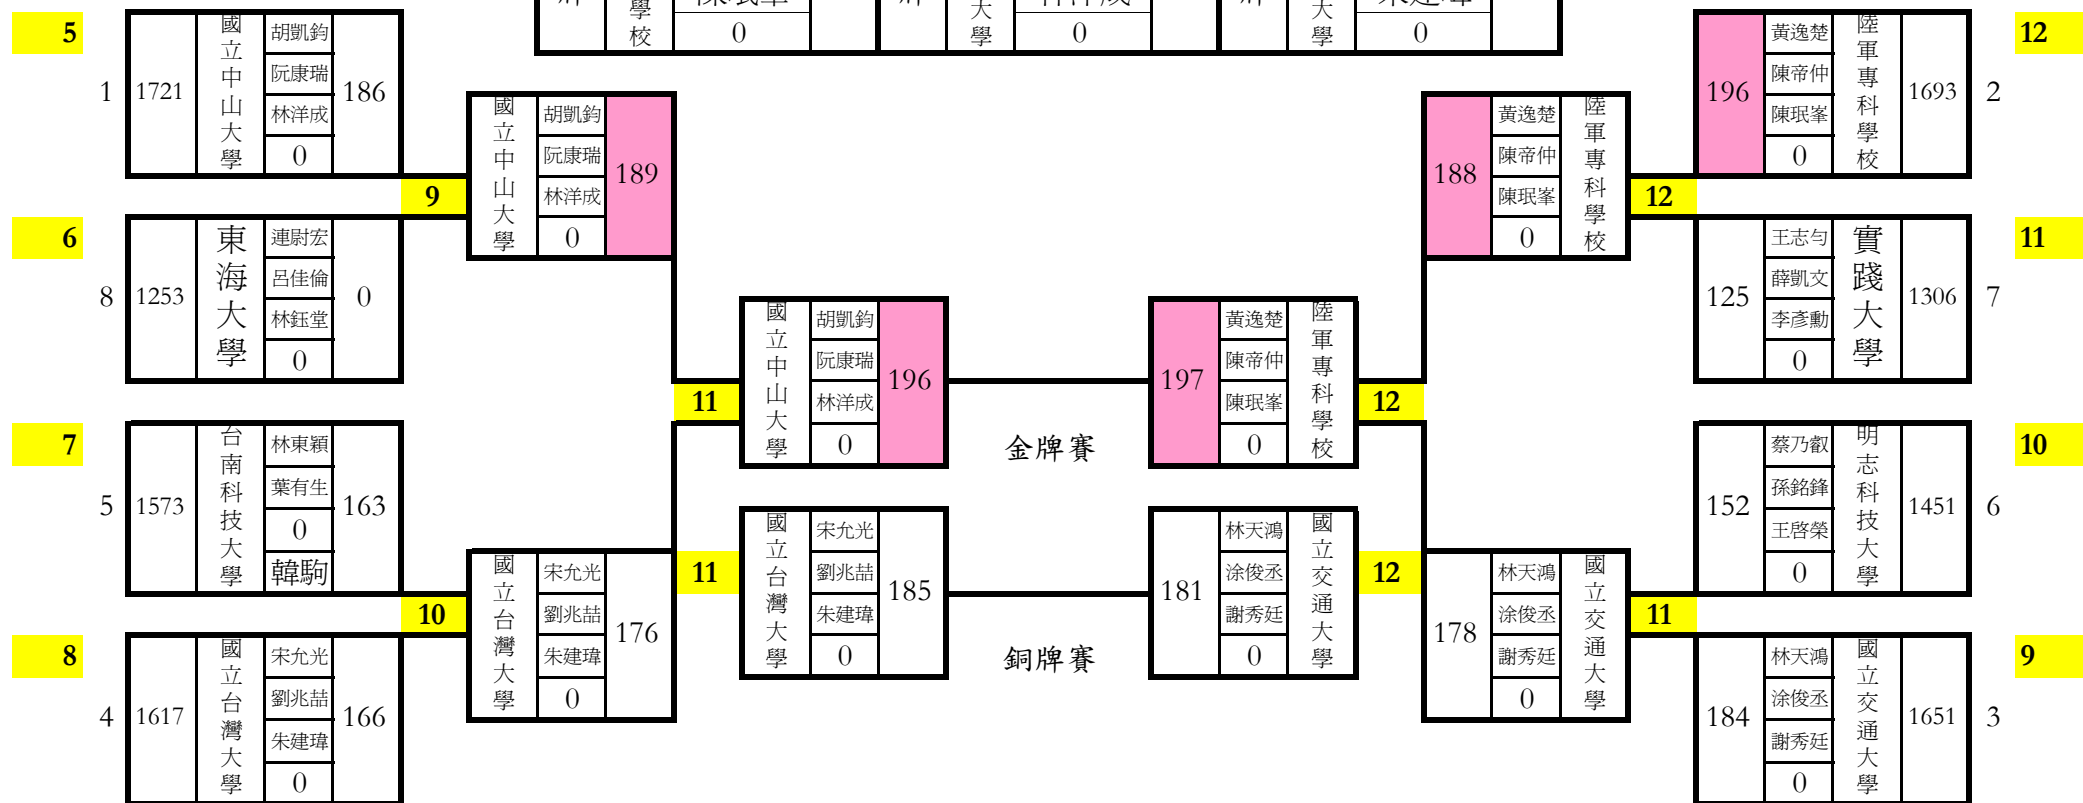 學校
0
大學
0
大學
0
5
1
1721
國立中山大學
胡凱鈞
阮康瑞
林洋成
0
186
6
8
1253
東海大學
連尉宏
呂佳倫
林鈺堂
0
0
7
5
1573
台南科技大學
林東穎
葉有生
0
韓駒
163
8
4
1617
國立台灣大學
宋允光
劉兆喆
朱建瑋
0
166
9
國立中山大學
胡凱鈞
阮康瑞
林洋成
0
189
10
國立台灣大學
宋允光
劉兆喆
朱建瑋
0
176
11
國立中山大學
胡凱鈞
阮康瑞
林洋成
0
196
金牌賽
197
黃逸楚
陳帝仲
陳珉峯
0
陸軍專科學校
12
11
國立台灣大學
宋允光
劉兆喆
朱建瑋
0
185
銅牌賽
181
林天鴻
涂俊丞
謝秀廷
0
國立交通大學
12
188
黃逸楚
陳帝仲
陳珉峯
0
陸軍專科學校
12
178
林天鴻
涂俊丞
謝秀廷
0
國立交通大學
11
196
黃逸楚
陳帝仲
陳珉峯
0
陸軍專科學校
1693
2
12
125
王志勻
薛凱文
李彥勳
0
實踐大學
1306
7
11
152
蔡乃叡
孫銘鋒
王啓榮
0
明志科技大學
1451
6
10
184
林天鴻
涂俊丞
謝秀廷
0
國立交通大學
1651
3
9